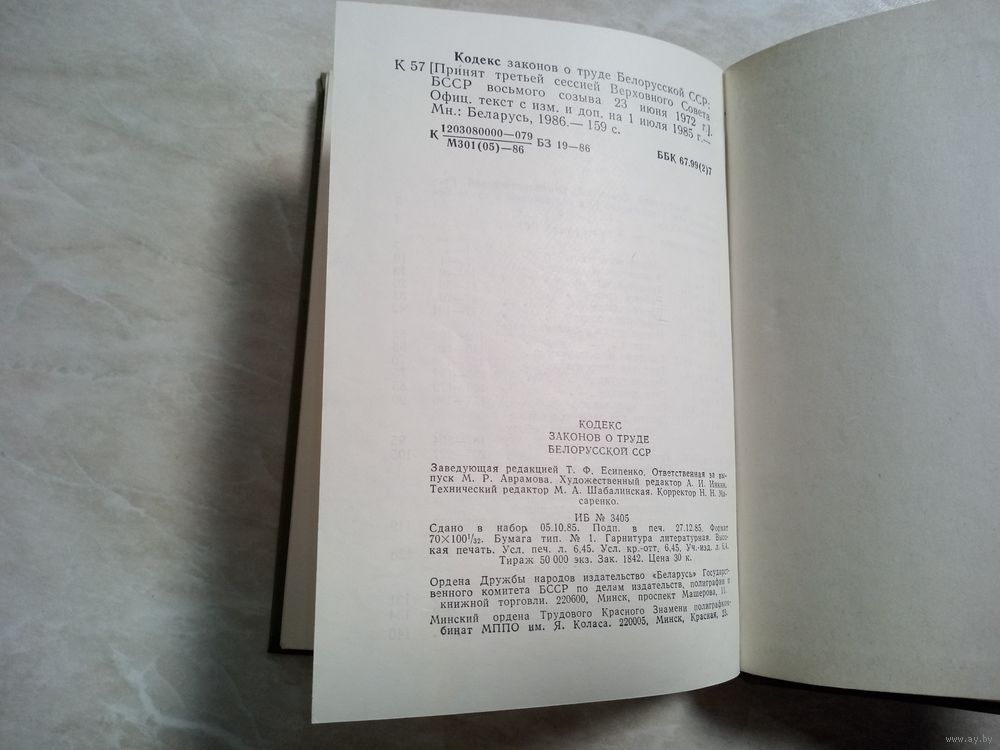 Кодекс законов о труде Белорусской ССР:
К 57 [Принят третьей сессией Верховного Совета
БССР восьмого созыва 23 июня 1972 г.].
Офиц. текст с изм. и доп. на 1 июля 1985 г.—
Мн.: Беларусь, 1986.— 159 с.
К 1203080000—079
М301(05)—86
БЗ 19—86
ББК 67.99(2)7
КОДЕКС
ЗАКОНОВ О ТРУДЕ
БЕЛОРУССКОЙ ССР
Заведующая редакцией Т. Ф. Есипенко. Ответственная за вы-
пуск М. Р. Аврамова. Художественный редактор А. И.
Технический редактор М. А. Шабалинская. Корректор Н. Н. Ма-
саренко.
ИБ № 3405
Сдано в набор 05.10.85. Подп. в печ. 27.12.85. Формат
70×100¹/₃₂. Бумага тип. № 1. Гарнитура литературная. Высо-
кая печать. Усл. печ. л. 6,45. Усл. кр.-отт. 6,45. Уч.-изд. л. 6,4.
Тираж 50 000 экз. Зак. 1842. Цена 30 к.
Ордена Дружбы народов издательство «Беларусь» Государст-
венного комитета БССР по делам издательств, полиграфии и
книжной торговли. 220600, Минск, проспект Машерова, 11.
Минский ордена Трудового Красного Знамени полиграфком-
бинат МППО им. Я. Коласа. 220005, Минск, Красная, 23.
www.ay.by